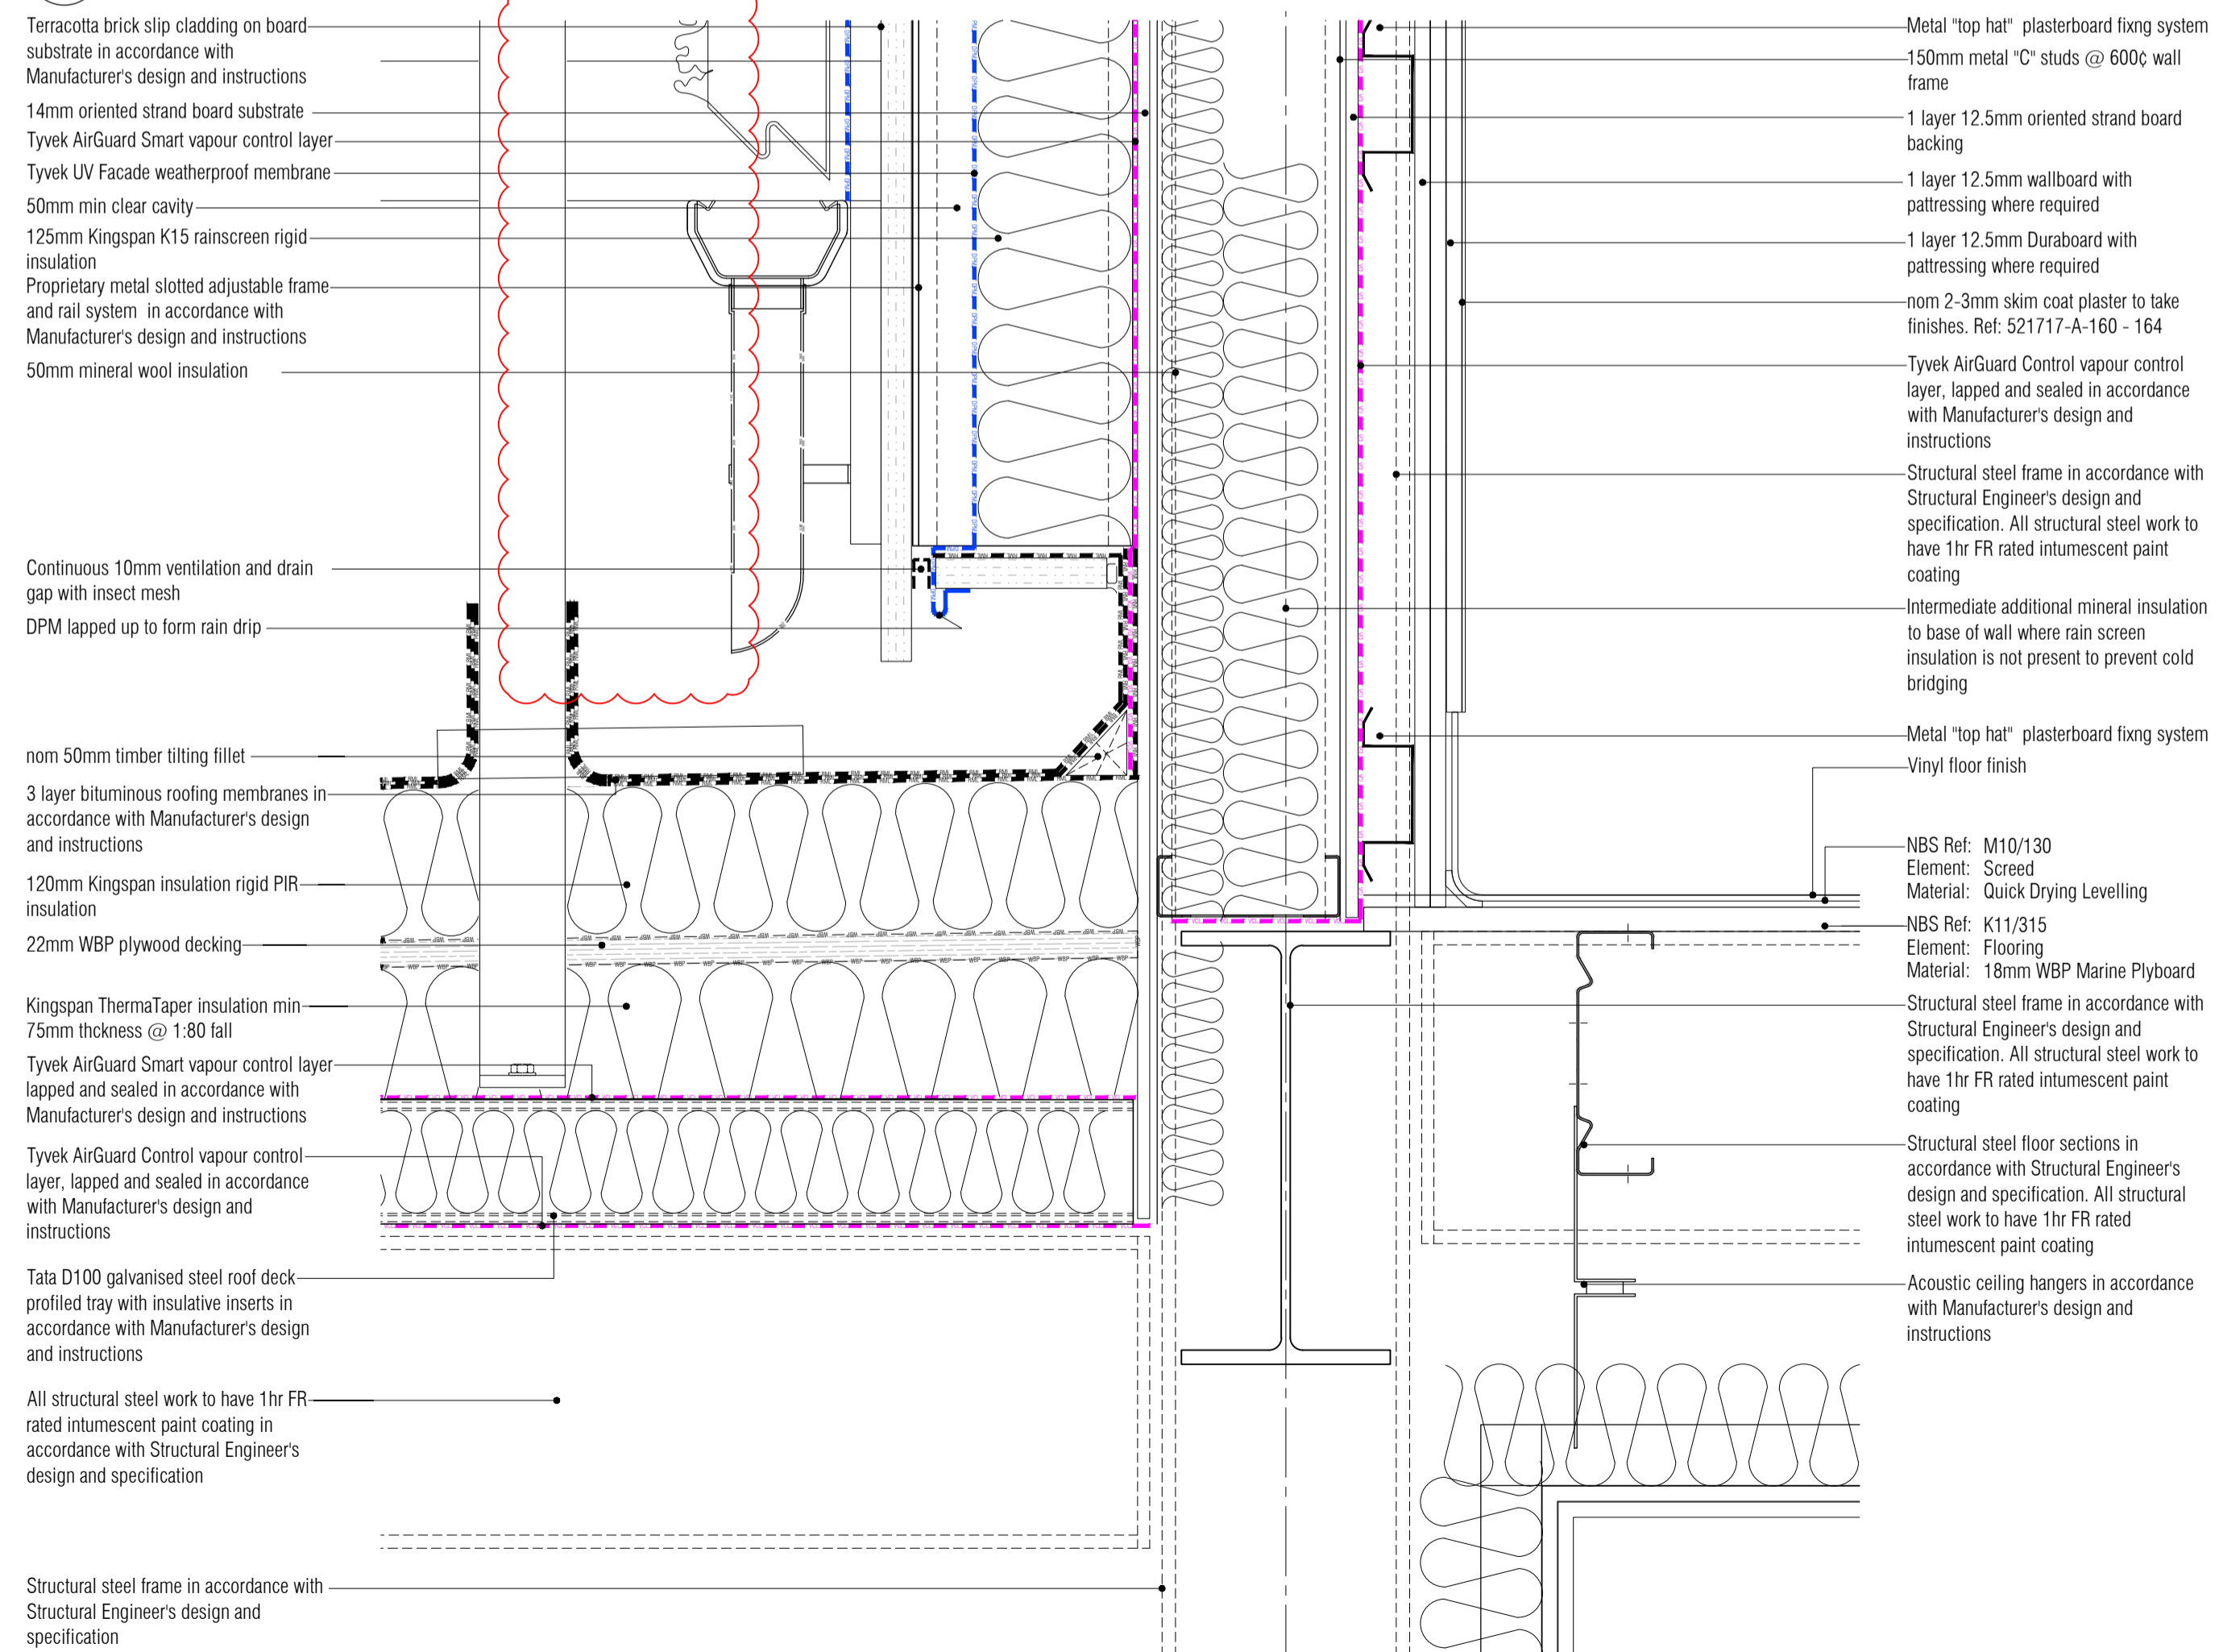 Terracotta brick slip cladding on board
substrate in accordance with
Manufacturer's design and instructions
14mm oriented strand board substrate
Tyvek AirGuard Smart vapour control layer
Tyvek UV Facade weatherproof membrane
50mm min clear cavity
125mm Kingspan K15 rainscreen rigid
insulation
Proprietary metal slotted adjustable frame
and rail system in accordance with
Manufacturer's design and instructions
50mm mineral wool insulation
Continuous 10mm ventilation and drain
gap with insect mesh
DPM lapped up to form rain drip
nom 50mm timber tilting fillet
3 layer bituminous roofing membranes in
accordance with Manufacturer's design
and instructions
120mm Kingspan insulation rigid PIR
insulation
22mm WBP plywood decking
Kingspan ThermaTaper insulation min
75mm thckness @ 1:80 fall
Tyvek AirGuard Smart vapour control layer
lapped and sealed in accordance with
Manufacturer's design and instructions
Tyvek AirGuard Control vapour control
layer, lapped and sealed in accordance
with Manufacturer's design and
instructions
Tata D100 galvanised steel roof deck
profiled tray with insulative inserts in
accordance with Manufacturer's design
and instructions
All structural steel work to have 1hr FR
rated intumescent paint coating in
accordance with Structural Engineer's
design and specification
Structural steel frame in accordance with
Structural Engineer's design and
specification
Metal "top hat" plasterboard fixng system
150mm metal "C" studs @ 600¢ wall
frame
1 layer 12.5mm oriented strand board
backing
1 layer 12.5mm wallboard with
pattressing where required
1 layer 12.5mm Duraboard with
pattressing where required
nom 2-3mm skim coat plaster to take
finishes. Ref: 521717-A-160 - 164
Tyvek AirGuard Control vapour control
layer, lapped and sealed in accordance
with Manufacturer's design and
instructions
Structural steel frame in accordance with
Structural Engineer's design and
specification. All structural steel work to
have 1hr FR rated intumescent paint
coating
Intermediate additional mineral insulation
to base of wall where rain screen
insulation is not present to prevent cold
bridging
Metal "top hat" plasterboard fixng system
Vinyl floor finish
NBS Ref: M10/130
Element: Screed
Material: Quick Drying Levelling
NBS Ref: K11/315
Element: Flooring
Material: 18mm WBP Marine Plyboard
Structural steel frame in accordance with
Structural Engineer's design and
specification. All structural steel work to
have 1hr FR rated intumescent paint
coating
Structural steel floor sections in
accordance with Structural Engineer's
design and specification. All structural
steel work to have 1hr FR rated
intumescent paint coating
Acoustic ceiling hangers in accordance
with Manufacturer's design and
instructions